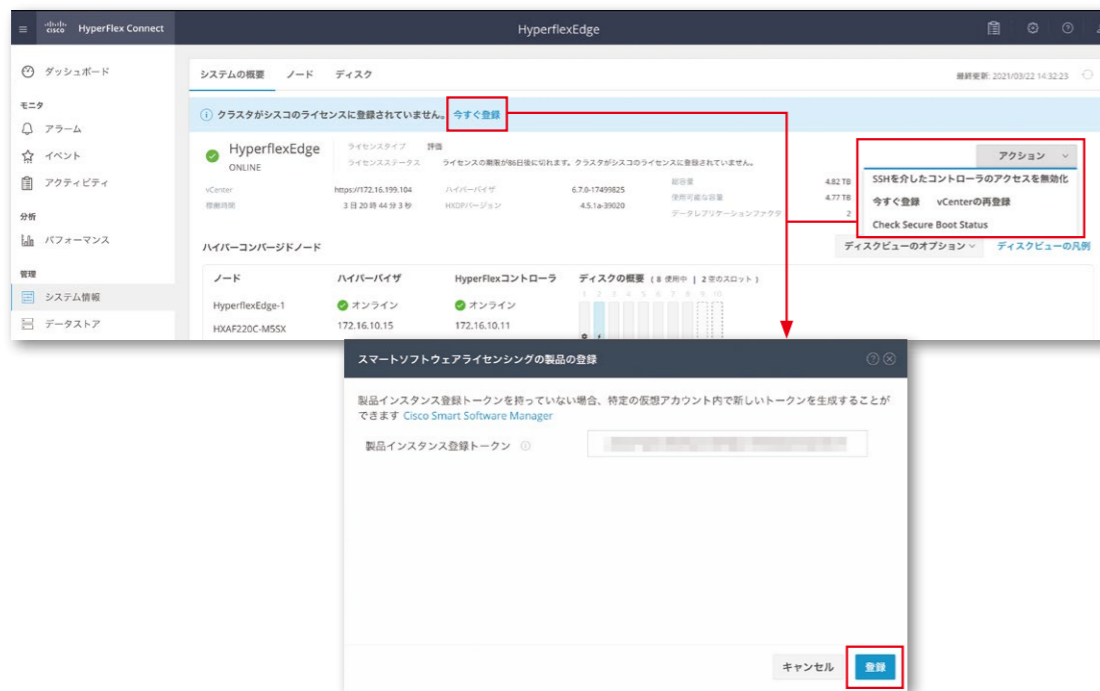 cisco HyperFlex Connect
HyperflexEdge
ダッシュボード
モニタ
アラーム
イベント
アクティビティ
分析
パフォーマンス
管理
システム情報
データストア
システムの概要 ノード ディスク
最終更新: 2021/03/22 14:32:23
クラスタがシスコのライセンスに登録されていません。今すぐ登録
HyperflexEdge
ONLINE
ライセンスタイプ 評価
ライセンスステータス ライセンスの期限が86日後に切れます。クラスタがシスコのライセンスに登録されていません。
アクション
SSHを介したコントローラのアクセスを無効化
今すぐ登録 vCenterの再登録
Check Secure Boot Status
vCenter https://172.16.199.104 ハイパーバイザ 6.7.0-17499825
稼働時間 3 日 20 時 44 分 3 秒 HXDPバージョン 4.5.1a-39020
総容量 4.82 TB
使用可能な容量 4.77 TB
データレプリケーションファクタ 2
ハイパーコンバージドノード
ディスクビューのオプション ディスクビューの凡例
ノード ハイパーバイザ HyperFlexコントローラ ディスクの概要 ( 8 使用中 | 2 空のスロット )
1 2 3 4 5 6 7 8 9 10
HyperflexEdge-1 オンライン オンライン
HXAF220C-M5SX 172.16.10.15 172.16.10.11
スマートソフトウェアライセンシングの製品の登録
製品インスタンス登録トークンを持っていない場合、特定の仮想アカウント内で新しいトークンを生成することが
できます Cisco Smart Software Manager
製品インスタンス登録トークン
キャンセル 登録